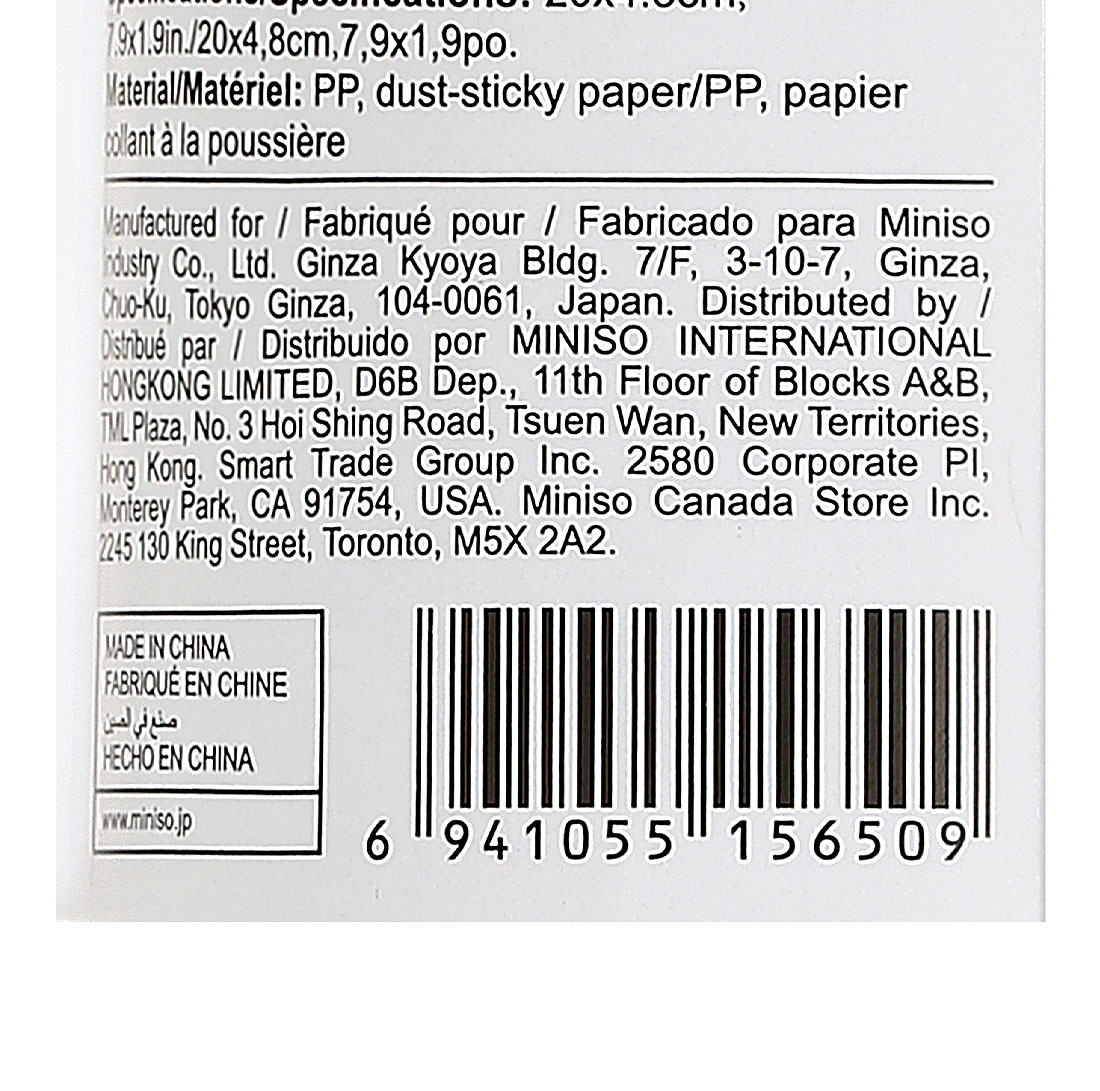 Specifications/Specifications: 20x4.8cm,
7.9x1.9in./20x4,8cm,7,9x1,9po.
Material/Matériel: PP, dust-sticky paper/PP, papier
collant à la poussière
Manufactured for / Fabriqué pour / Fabricado para Miniso
Industry Co., Ltd. Ginza Kyoya Bldg. 7/F, 3-10-7, Ginza,
Chuo-Ku, Tokyo Ginza, 104-0061, Japan. Distributed by /
Distribué par / Distribuido por MINISO INTERNATIONAL
HONGKONG LIMITED, D6B Dep., 11th Floor of Blocks A&B,
TML Plaza, No. 3 Hoi Shing Road, Tsuen Wan, New Territories,
Hong Kong. Smart Trade Group Inc. 2580 Corporate Pl,
Monterey Park, CA 91754, USA. Miniso Canada Store Inc.
2245 130 King Street, Toronto, M5X 2A2.
MADE IN CHINA
FABRIQUÉ EN CHINE
صنع في الصين
HECHO EN CHINA
www.miniso.jp
6 941055 156509